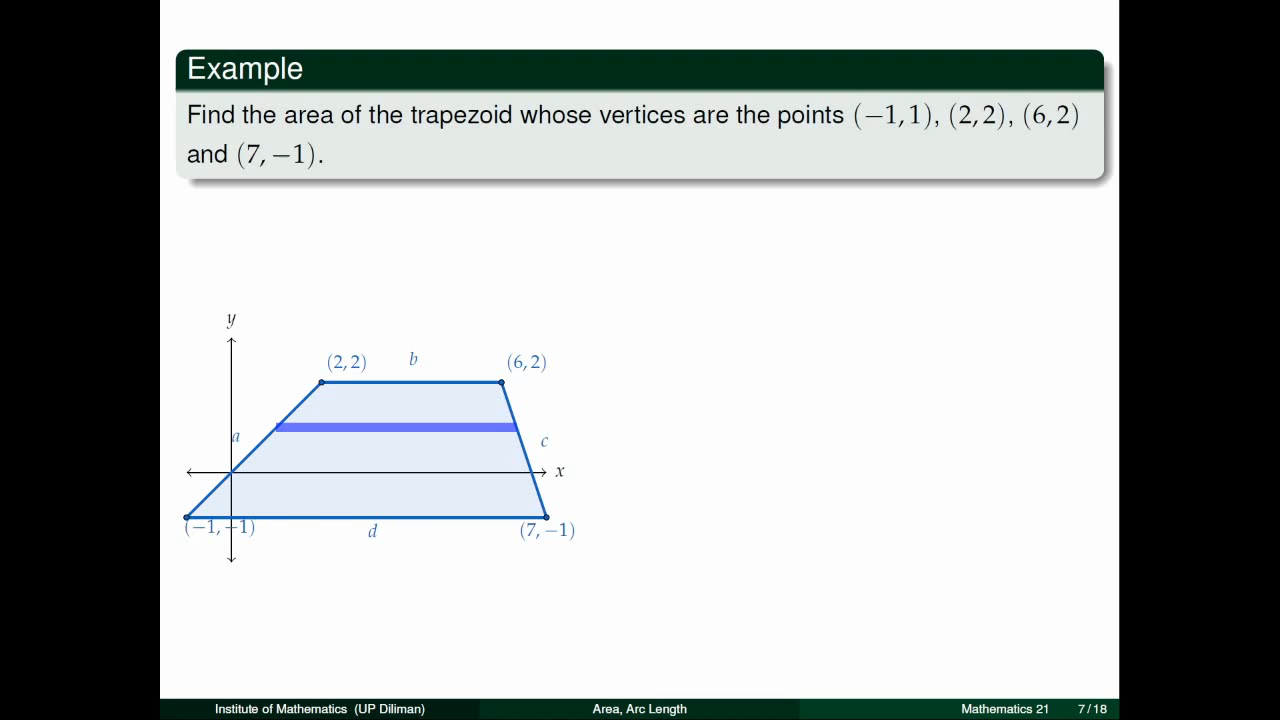 Example
Find the area of the trapezoid whose vertices are the points (−1, 1), (2, 2), (6, 2)
and (7, −1).
y
(2, 2)
b
(6, 2)
a
c
x
(−1, −1)
d
(7, −1)
Institute of Mathematics (UP Diliman)
Area, Arc Length
Mathematics 21
7 / 18